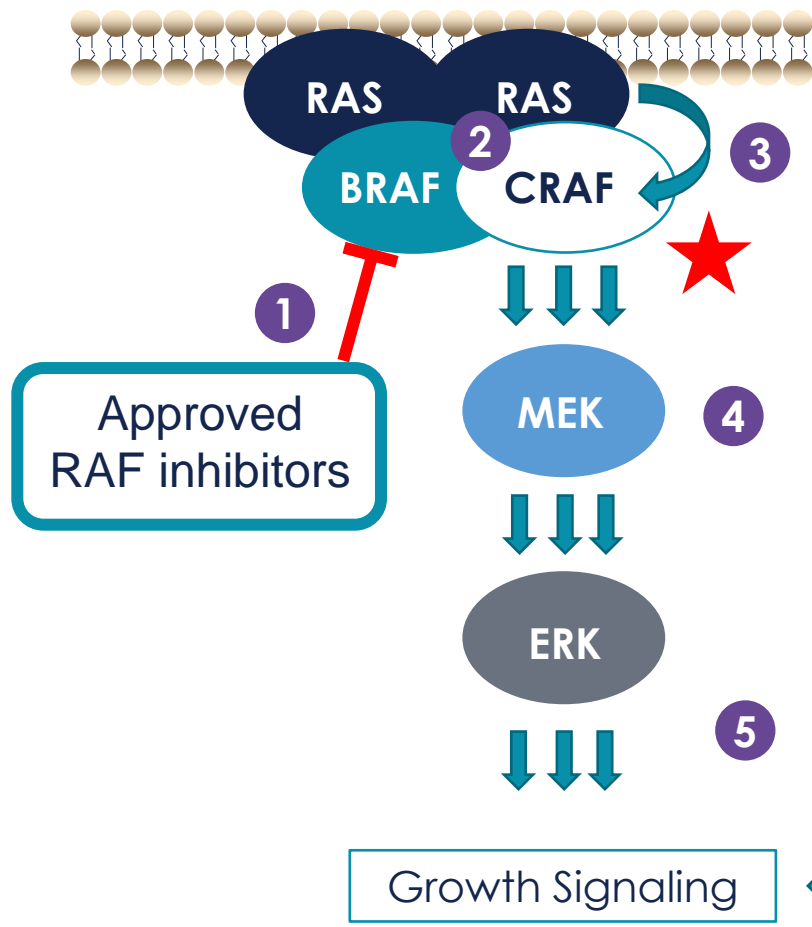 RAS RAS
2
3
BRAF CRAF
1
Approved
RAF inhibitors
MEK
4
ERK
5
Growth Signaling